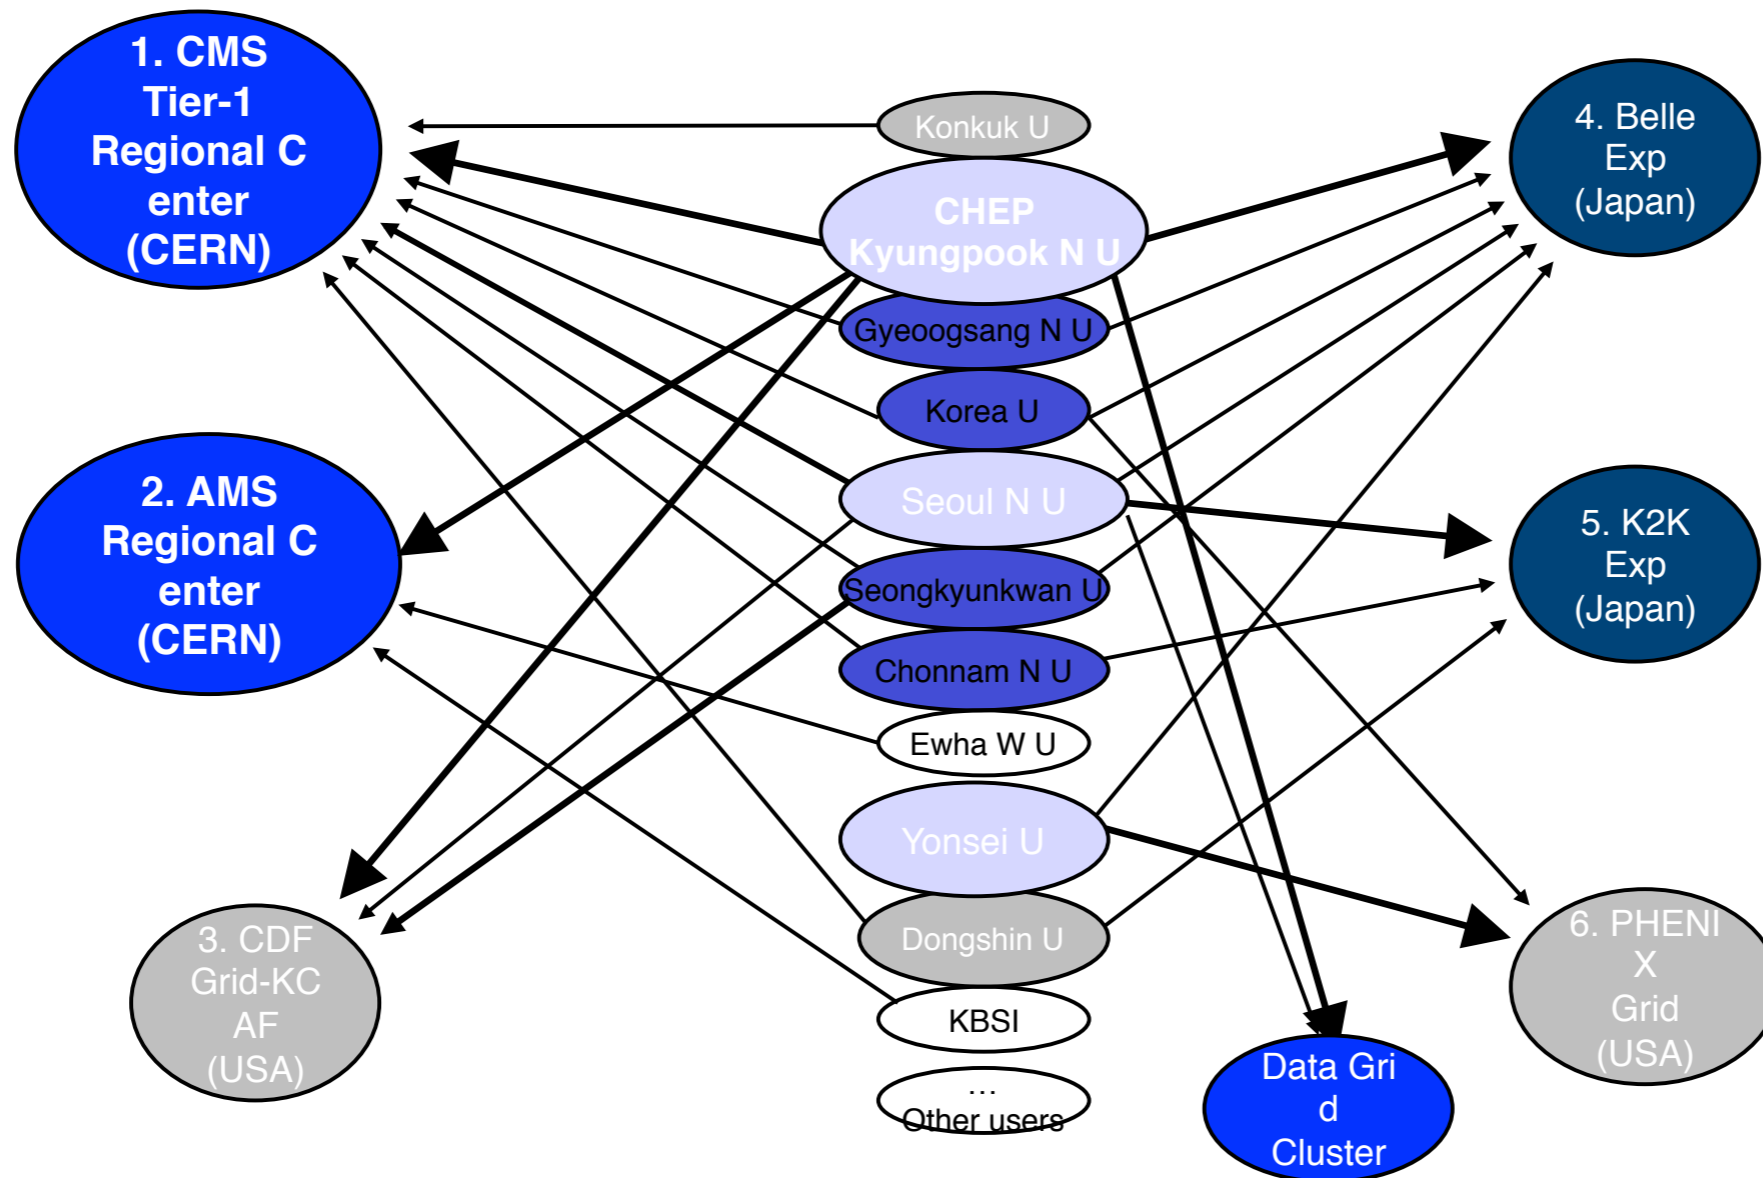 1. CMS
Tier-1
Regional C
enter
(CERN)
2. AMS
Regional C
enter
(CERN)
3. CDF
Grid-KC
AF
(USA)
Konkuk U
CHEP
Kyungpook N U
Gyeoogsang N U
Korea U
Seoul N U
Seongkyunkwan U
Chonnam N U
Ewha W U
Yonsei U
Dongshin U
KBSI
...
Other users
4. Belle
Exp
(Japan)
5. K2K
Exp
(Japan)
6. PHENI
X
Grid
(USA)
Data Gri
d
Cluster